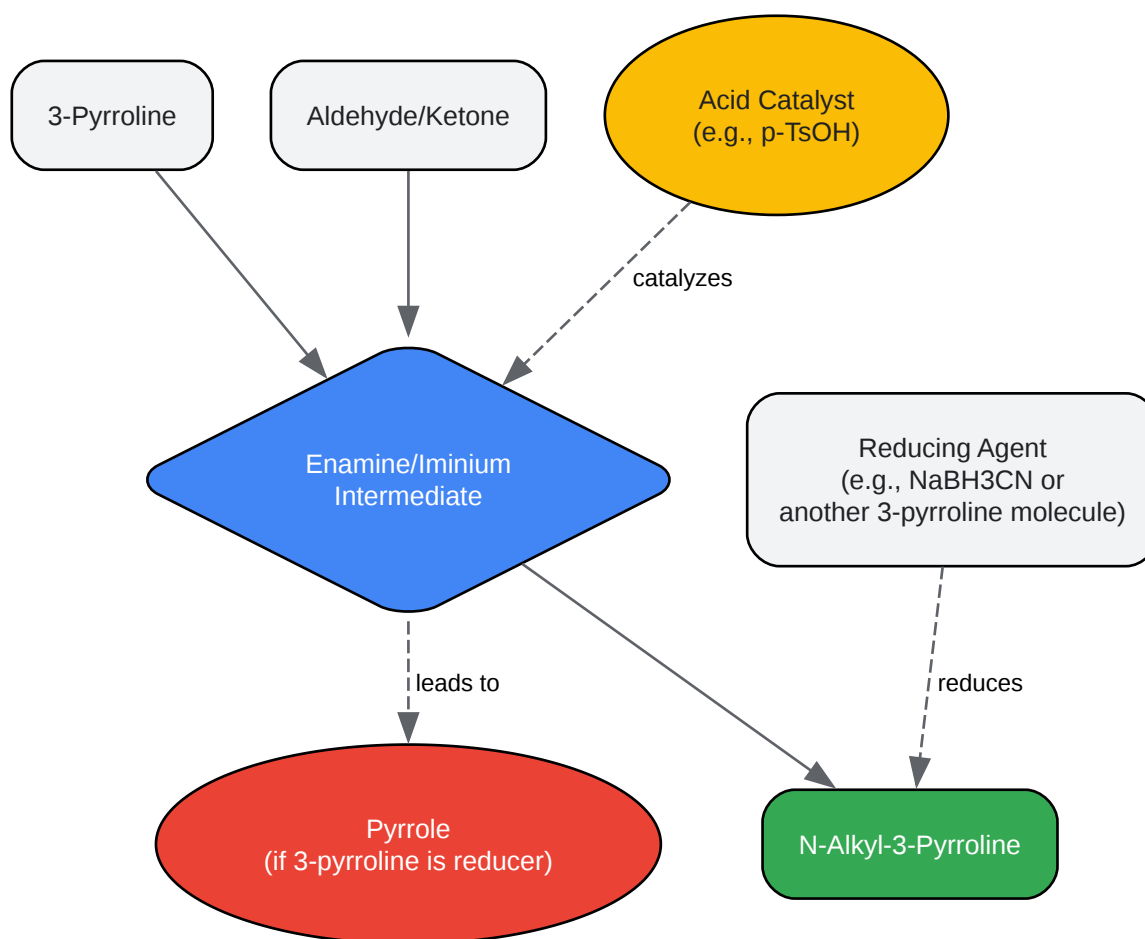 3-Pyrroline
Aldehyde/Ketone
Acid Catalyst
(e.g., p-TsOH)
catalyzes
Enamine/Iminium
Intermediate
Reducing Agent
(e.g., NaBH3CN or
another 3-pyrroline molecule)
leads to
reduces
Pyrrole
(if 3-pyrroline is reducer)
N-Alkyl-3-Pyrroline